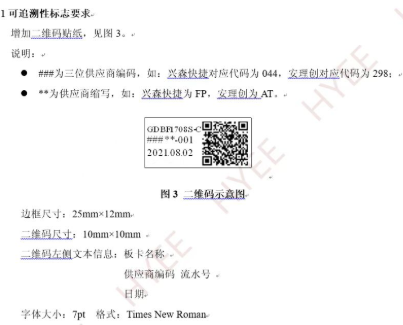 1 可追溯性标志要求
增加二维码贴纸，见图 3。
说明：
● ###为三位供应商编码，如：兴森快捷对应代码为 044，安理创对应代码为 298；
● **为供应商缩写，如：兴森快捷为 FP，安理创为 AT。
GDBF1708S-C
### **-001
2021.08.02
图 3 二维码示意图
边框尺寸：25mm×12mm
二维码尺寸：10mm×10mm
二维码左侧文本信息：板卡名称
供应商编码 流水号
日期
字体大小：7pt 格式：Times New Roman
HYEE HYEE
HYEE HYEE